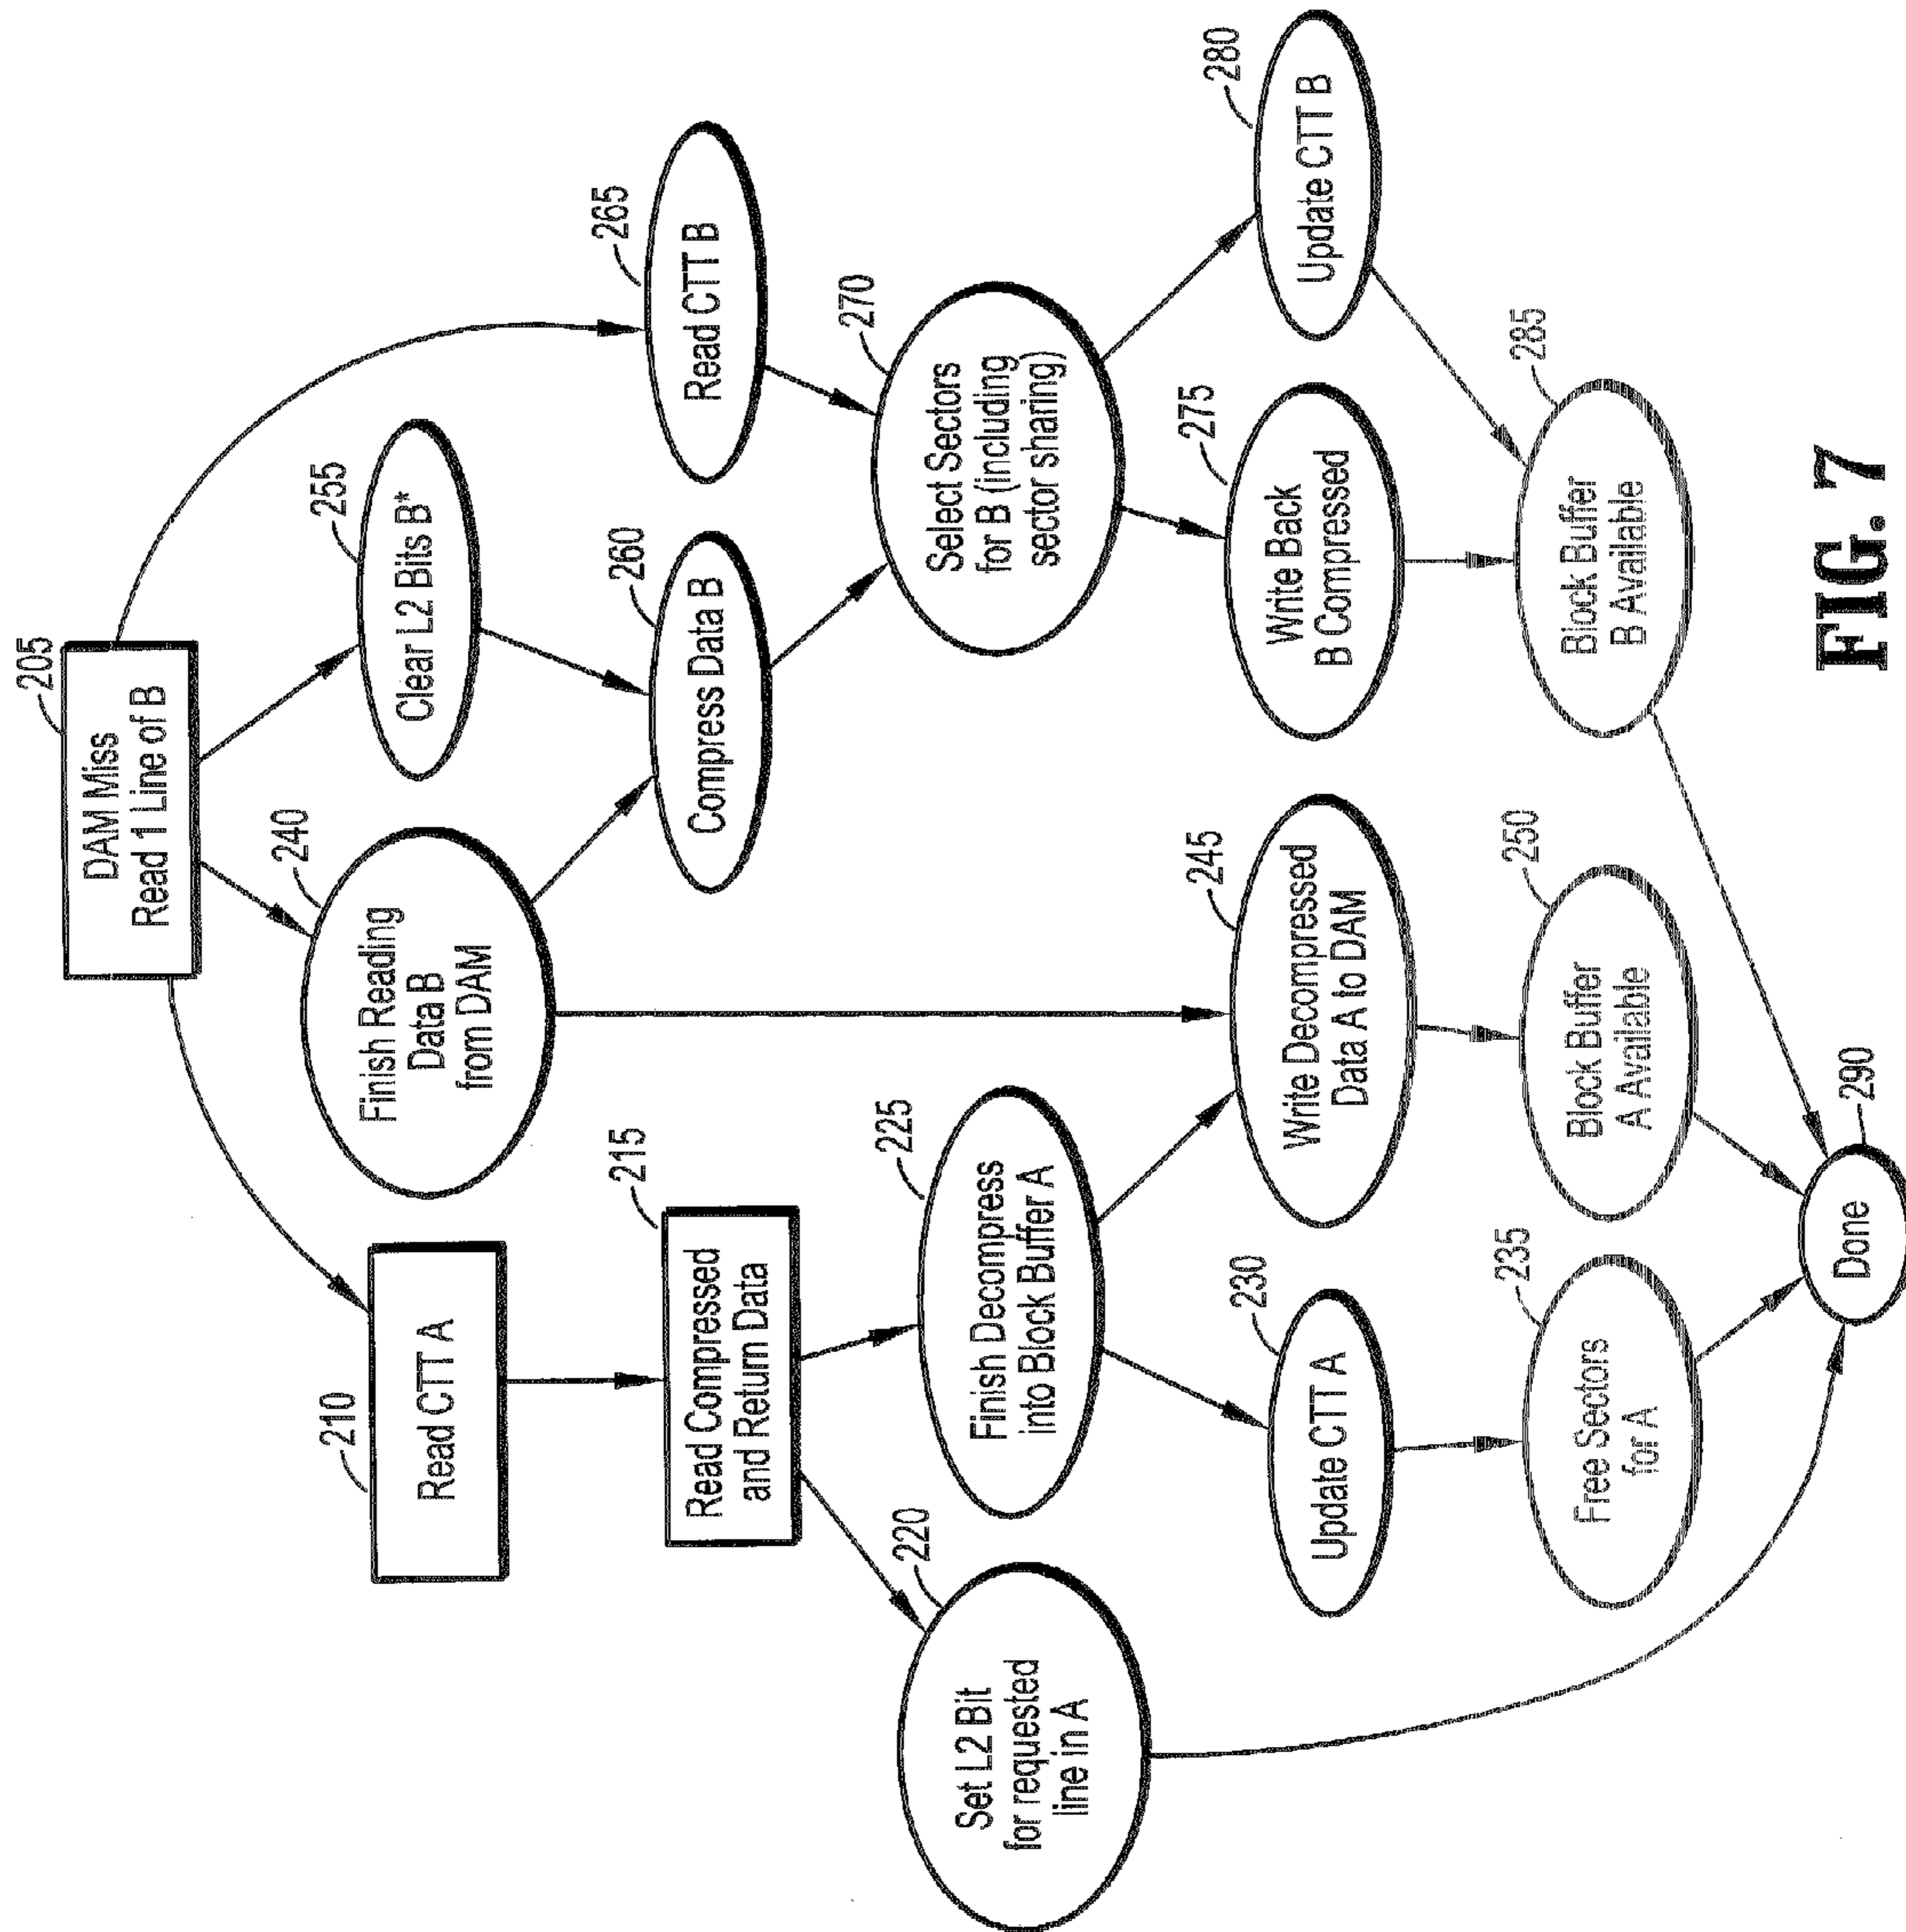 205
DAM Miss
Read 1 Line of B
210
Read CTT A
240
Finish Reading
Data B
from DAM
255
Clear L2 Bits B*
265
Read CTT B
215
Read Compressed
and Return Data
260
Compress Data B
220
Set L2 Bit
for requested
line in A
225
Finish Decompress
into Block Buffer A
270
Select Sectors
for B (including
sector sharing)
230
Update CTT A
245
Write Decompressed
Data A to DAM
275
Write Back
B Compressed
280
Update CTT B
235
Free Sectors
for A
250
Block Buffer
A Available
285
Block Buffer
B Available
290
Done
FIG. 7